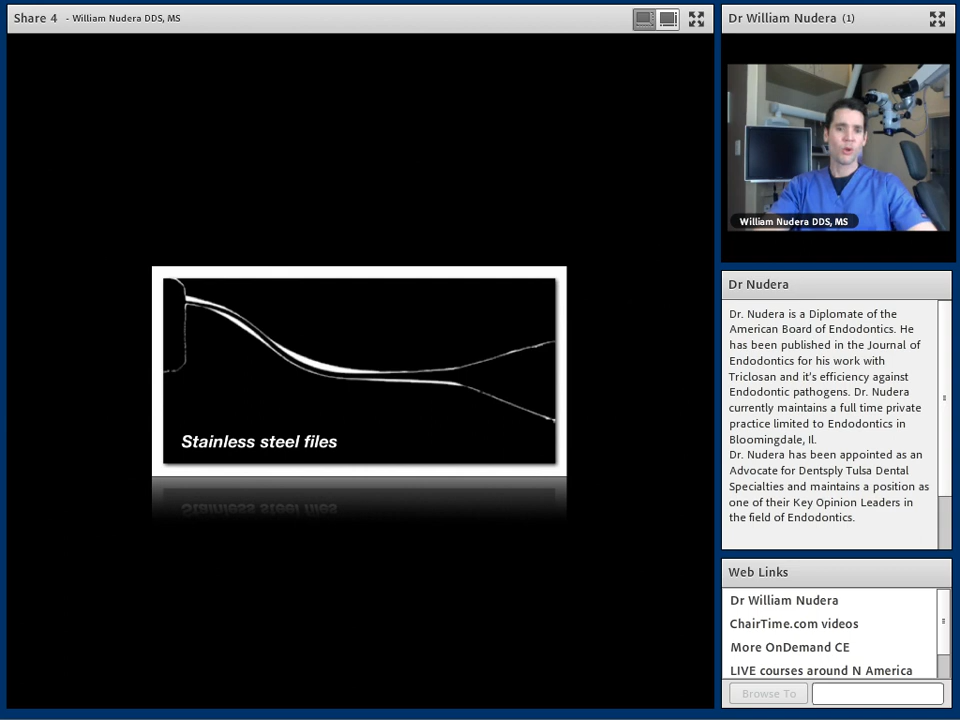 Share 4 - William Nudera DDS, MS
Stainless steel files
Stainless steel files
Dr William Nudera (1)
William Nudera DDS, MS
Dr Nudera
Dr. Nudera is a Diplomate of the
American Board of Endodontics. He
has been published in the Journal of
Endodontics for his work with
Triclosan and it's efficiency against
Endodontic pathogens. Dr. Nudera
currently maintains a full time private
practice limited to Endodontics in
Bloomingdale, Il.
Dr. Nudera has been appointed as an
Advocate for Dentsply Tulsa Dental
Specialties and maintains a position as
one of their Key Opinion Leaders in
the field of Endodontics.
Web Links
Dr William Nudera
ChairTime.com videos
More OnDemand CE
LIVE courses around N America
Browse To